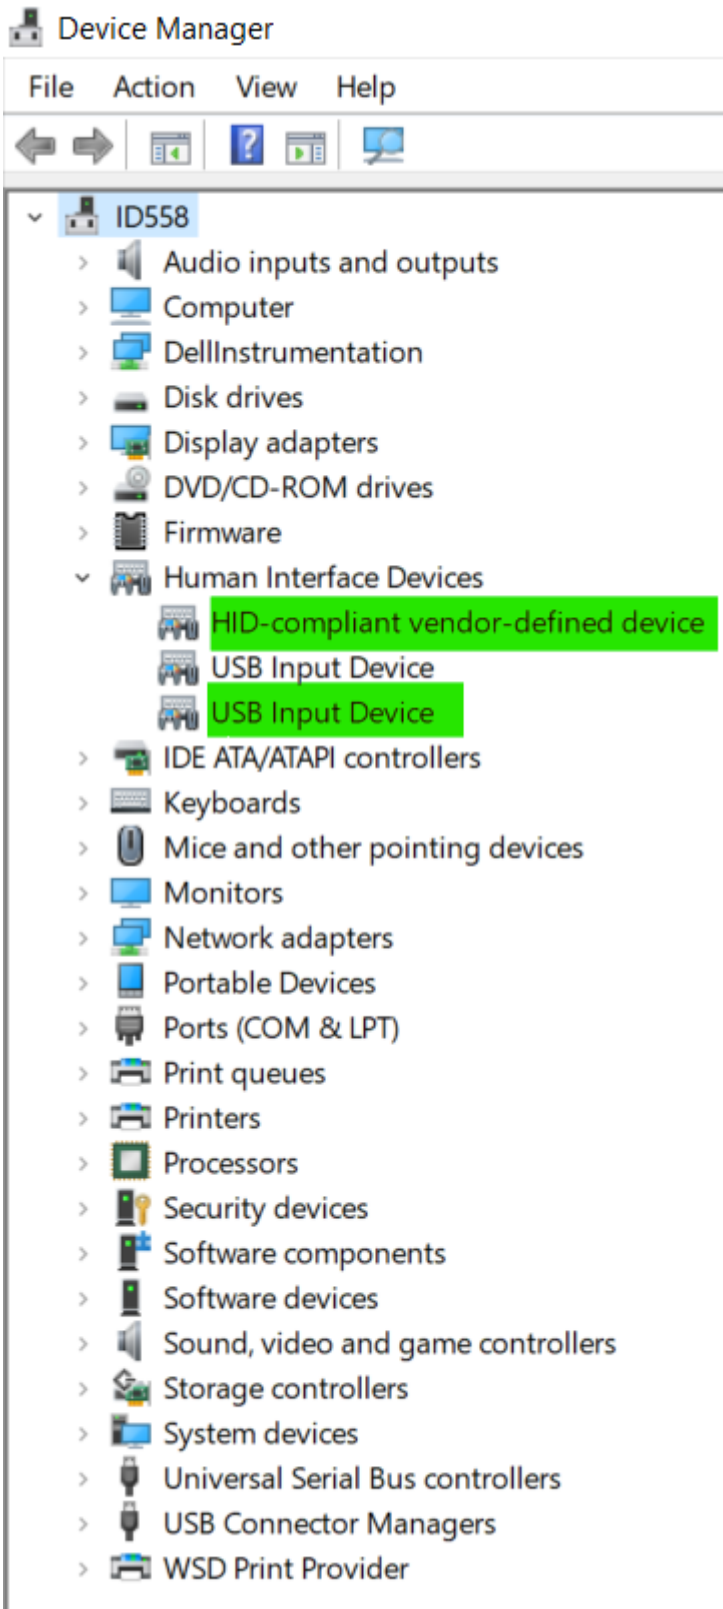 Device Manager
File Action View Help
ID558
Audio inputs and outputs
Computer
DellInstrumentation
Disk drives
Display adapters
DVD/CD-ROM drives
Firmware
Human Interface Devices
HID-compliant vendor-defined device
USB Input Device
USB Input Device
IDE ATA/ATAPI controllers
Keyboards
Mice and other pointing devices
Monitors
Network adapters
Portable Devices
Ports (COM & LPT)
Print queues
Printers
Processors
Security devices
Software components
Software devices
Sound, video and game controllers
Storage controllers
System devices
Universal Serial Bus controllers
USB Connector Managers
WSD Print Provider